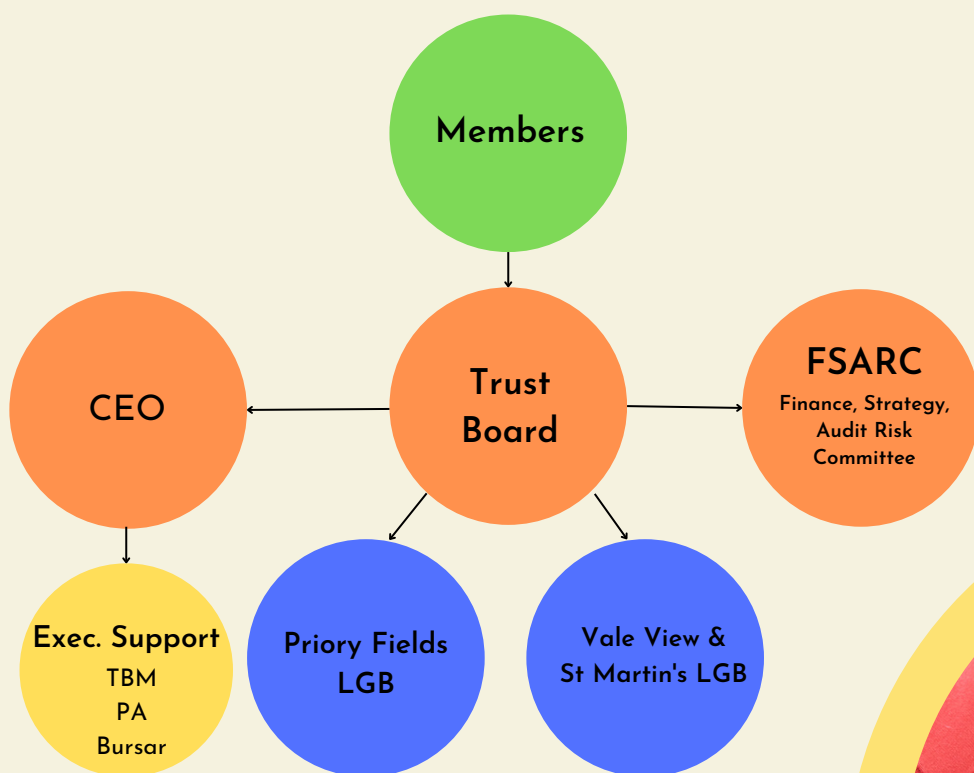 Members
CEO
Trust
Board
FSARC
Finance, Strategy,
Audit Risk
Committee
Exec. Support
TBM
PA
Bursar
Priory Fields
LGB
Vale View &
St Martin's LGB